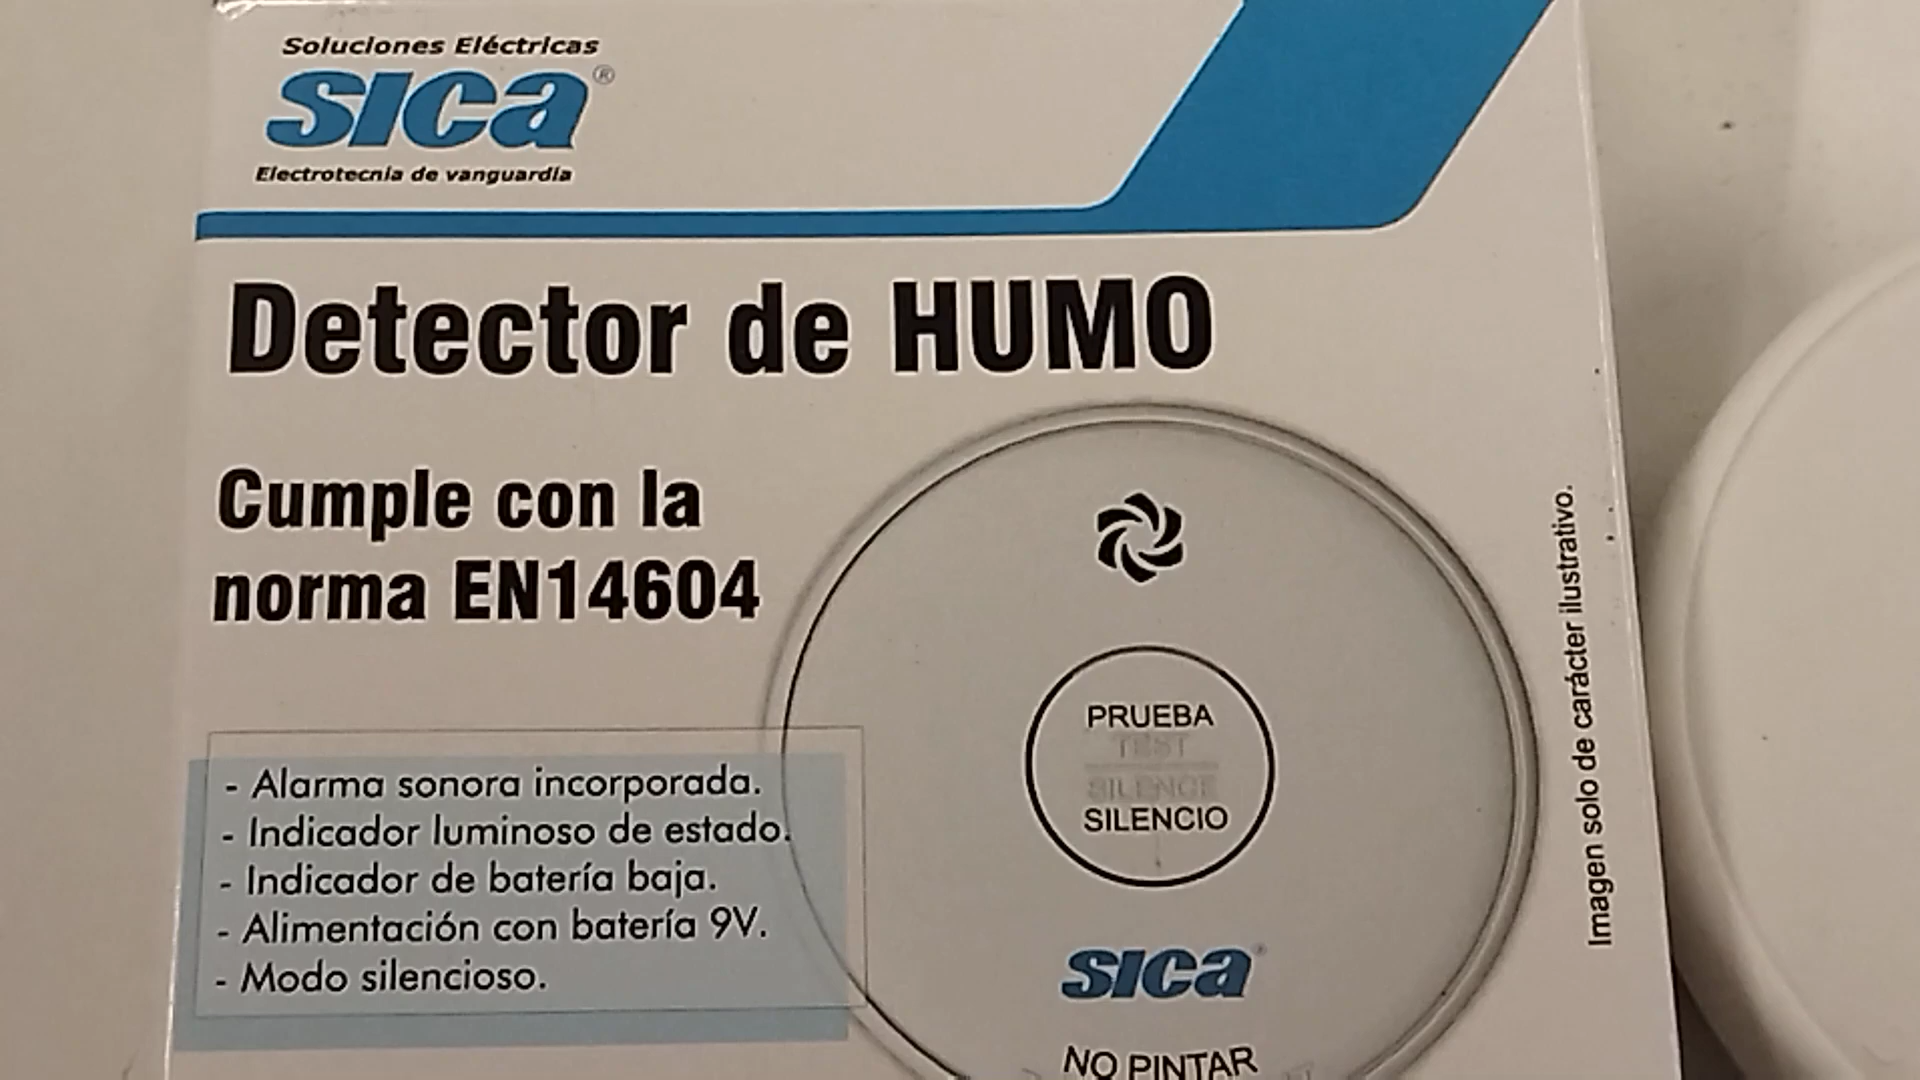 Soluciones Eléctricas
sica®
Electrotecnia de vanguardia
Detector de HUMO
Cumple con la
norma EN14604
- Alarma sonora incorporada.
- Indicador luminoso de estado.
- Indicador de batería baja.
- Alimentación con batería 9V.
- Modo silencioso.
PRUEBA
TEST
SILENCE
SILENCIO
sica
NO PINTAR
Imagen solo de carácter ilustrativo.